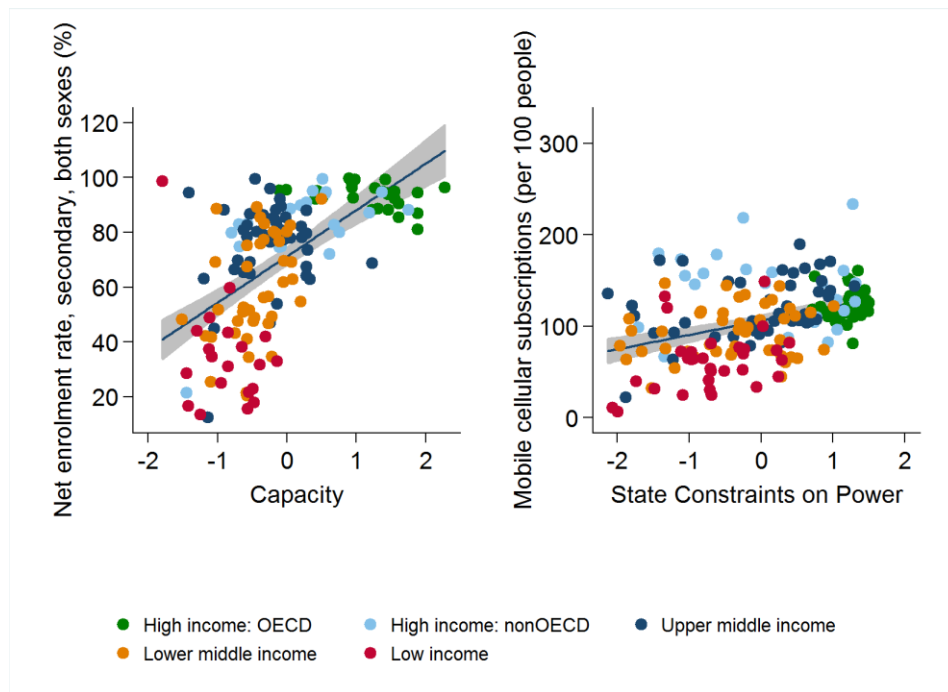 Net enrolment rate, secondary, both sexes (%)
120
100
80
60
40
20
-2 -1 0 1 2
Capacity
Mobile cellular subscriptions (per 100 people)
300
200
100
0
-2 -1 0 1 2
State Constraints on Power
High income: OECD High income: nonOECD Upper middle income
Lower middle income Low income